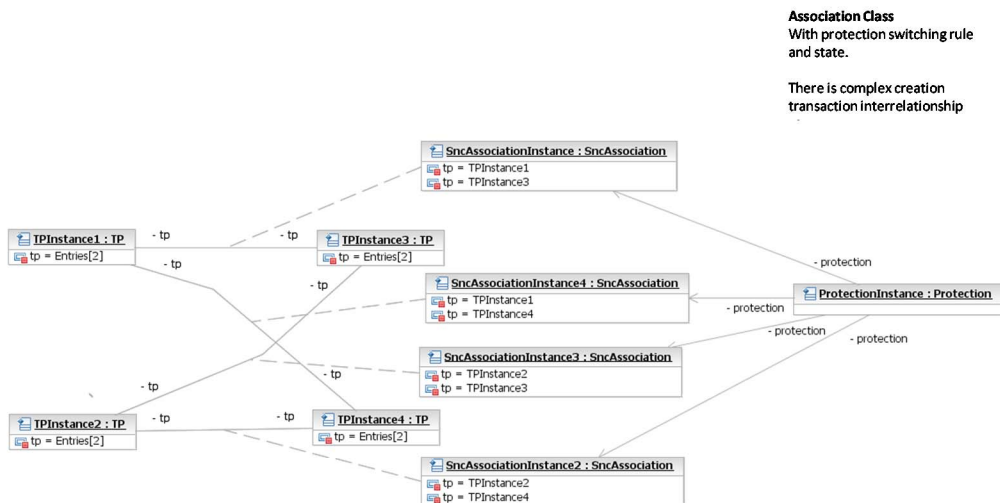 Association Class
With protection switching rule
and state.
There is complex creation
transaction interrelationship
SncAssociationInstance : SncAssociation
tp = TPInstance1
tp = TPInstance3
TPInstance1 : TP
tp = Entries[2]
- tp
- tp
- tp
TPInstance3 : TP
tp = Entries[2]
- tp
SncAssociationInstance4 : SncAssociation
tp = TPInstance1
tp = TPInstance4
- protection
ProtectionInstance : Protection
- protection
- protection
- protection
SncAssociationInstance3 : SncAssociation
tp = TPInstance2
tp = TPInstance3
- tp
- tp
TPInstance2 : TP
tp = Entries[2]
- tp
- tp
TPInstance4 : TP
tp = Entries[2]
SncAssociationInstance2 : SncAssociation
tp = TPInstance2
tp = TPInstance4